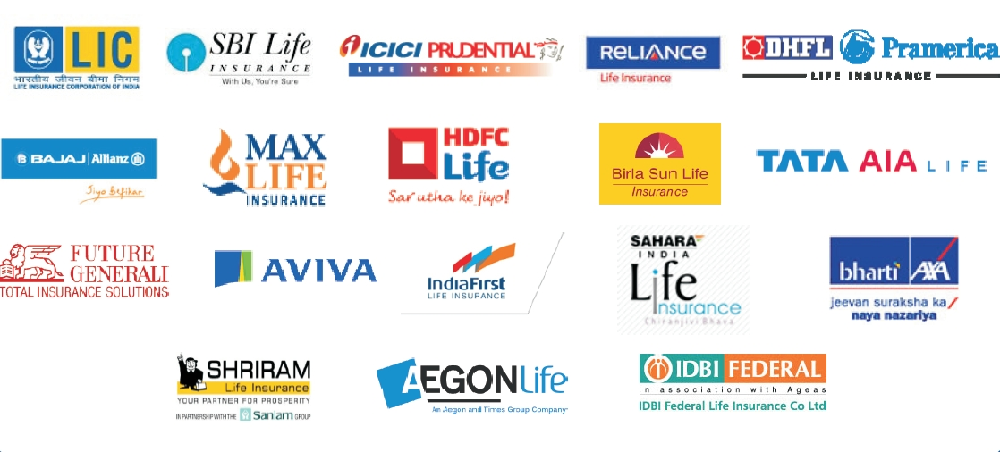 LIC
भारतीय जीवन बीमा निगम
LIFE INSURANCE CORPORATION OF INDIA
SBI Life
INSURANCE
With Us, You're Sure
ICICI PRUDENTIAL
LIFE INSURANCE
RELIANCE
Life Insurance
DHFL Pramerica
LIFE INSURANCE
BAJAJ Allianz
Jiyo Befikar
MAX
LIFE
INSURANCE
HDFC
Life
Sar utha ke jiyo!
Birla Sun Life
Insurance
TATA AIA LIFE
FUTURE
GENERALI
TOTAL INSURANCE SOLUTIONS
AVIVA
IndiaFirst
LIFE INSURANCE
SAHARA
INDIA
Life
Insurance
Chiranjivi Bhava
bharti AXA
jeevan suraksha ka
naya nazariya
SHRIRAM
Life Insurance
YOUR PARTNER FOR PROSPERITY
IN PARTNERSHIP WITH THE Sanlam GROUP
AEGON Life
An Aegon and Times Group Company
IDBI FEDERAL
In association with Ageas
IDBI Federal Life Insurance Co Ltd